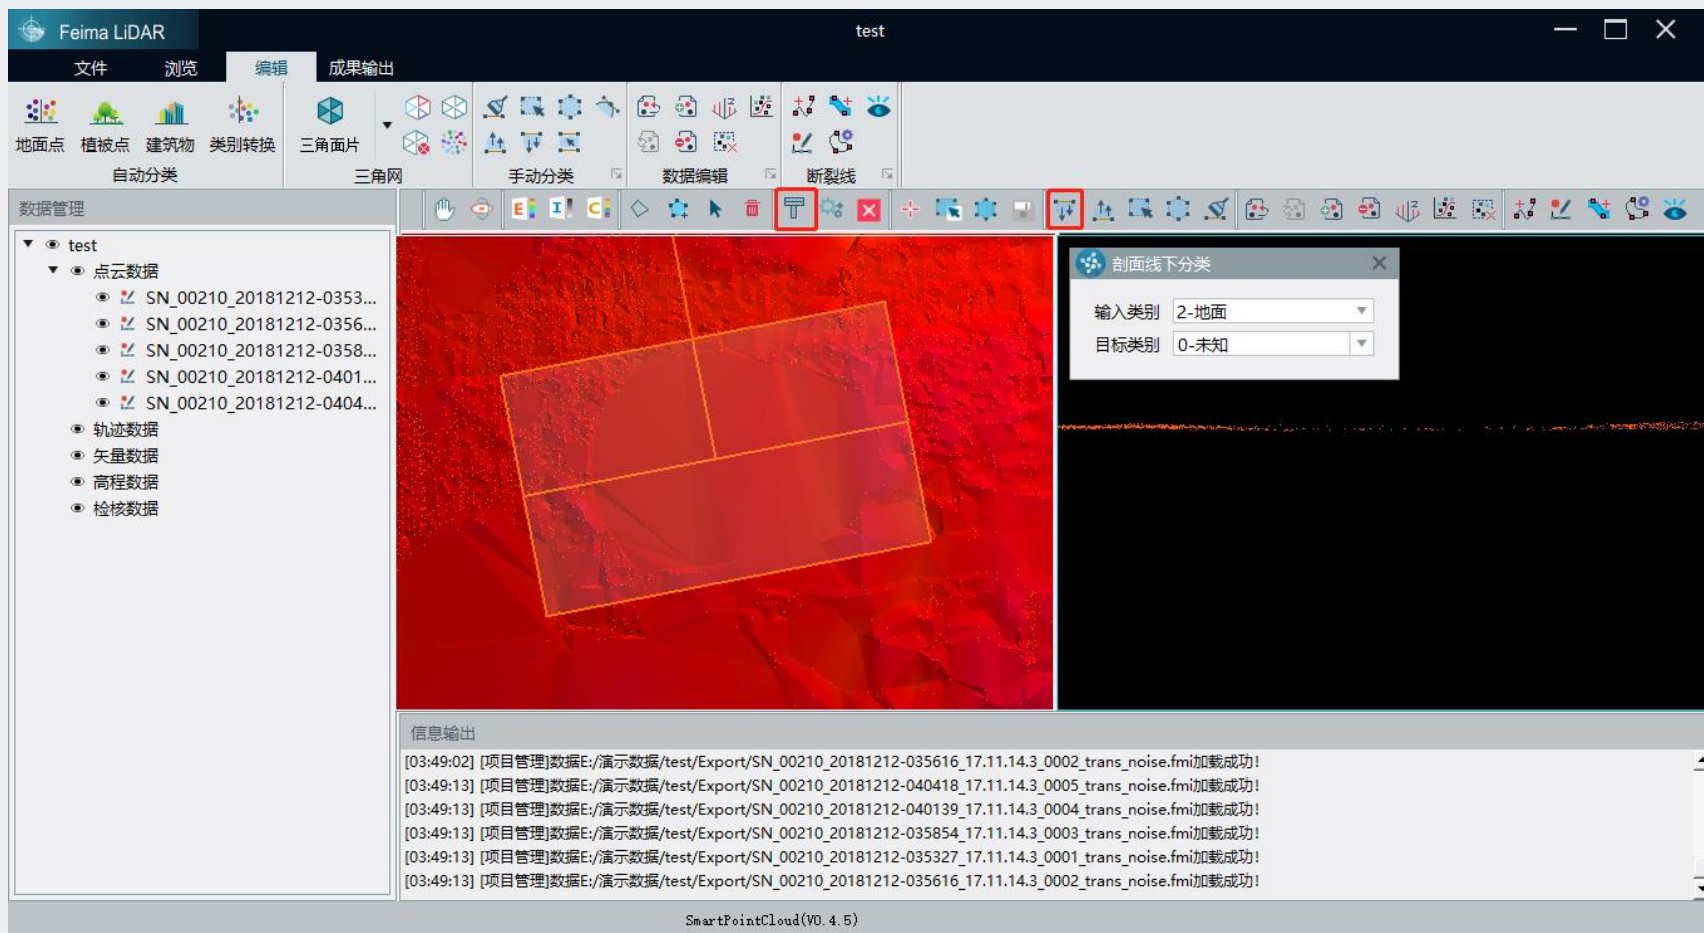 Feima LiDAR
test
文件 浏览 编辑 成果输出
地面点 植被点 建筑物 类别转换 三角面片
自动分类 三角网 手动分类 数据编辑 断裂线
数据管理
E I C
test
点云数据
SN_00210_20181212-0353...
SN_00210_20181212-0356...
SN_00210_20181212-0358...
SN_00210_20181212-0401...
SN_00210_20181212-0404...
轨迹数据
矢量数据
高程数据
检核数据
剖面线下分类
输入类别 2-地面
目标类别 0-未知
信息输出
[03:49:02] [项目管理]数据E:/演示数据/test/Export/SN_00210_20181212-035616_17.11.14.3_0002_trans_noise.fmi加载成功!
[03:49:13] [项目管理]数据E:/演示数据/test/Export/SN_00210_20181212-040418_17.11.14.3_0005_trans_noise.fmi加载成功!
[03:49:13] [项目管理]数据E:/演示数据/test/Export/SN_00210_20181212-040139_17.11.14.3_0004_trans_noise.fmi加载成功!
[03:49:13] [项目管理]数据E:/演示数据/test/Export/SN_00210_20181212-035854_17.11.14.3_0003_trans_noise.fmi加载成功!
[03:49:13] [项目管理]数据E:/演示数据/test/Export/SN_00210_20181212-035327_17.11.14.3_0001_trans_noise.fmi加载成功!
[03:49:13] [项目管理]数据E:/演示数据/test/Export/SN_00210_20181212-035616_17.11.14.3_0002_trans_noise.fmi加载成功!
SmartPointCloud(V0.4.5)